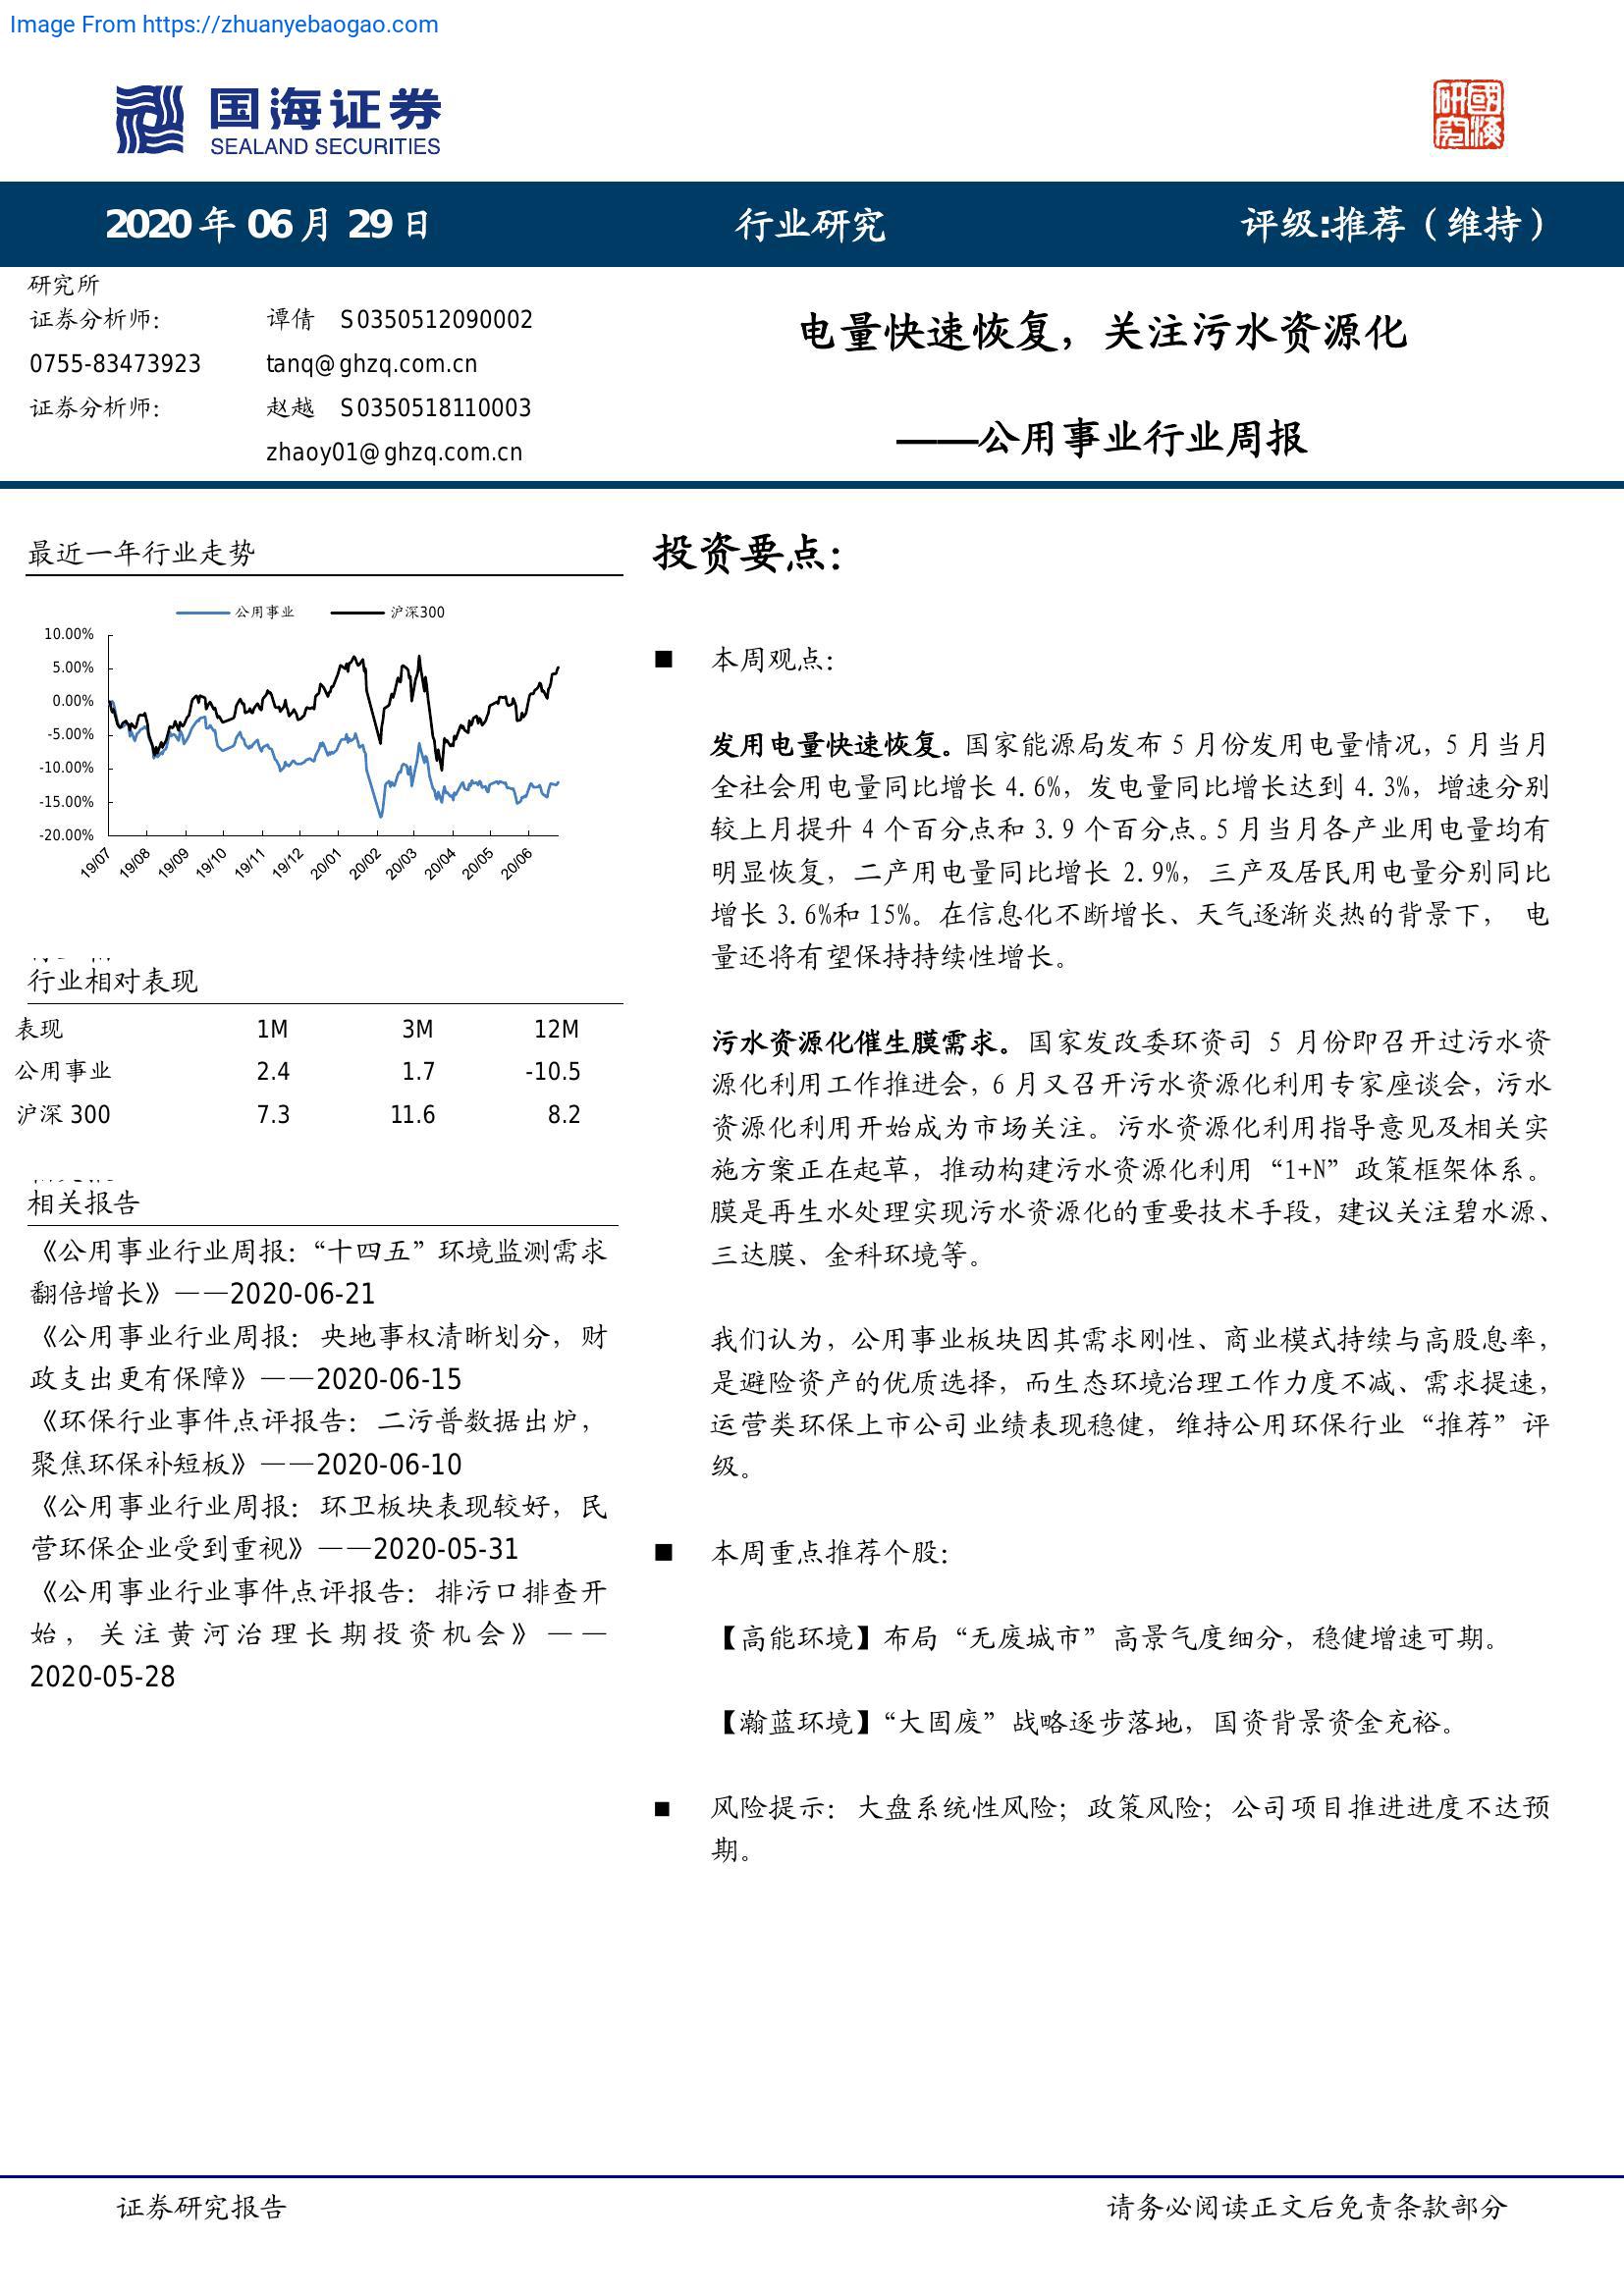 Image From https://zhuanyebaogao.com
国海证券
SEALAND SECURITIES
國海
研究
2020 年 06 月 29 日 行业研究 评级:推荐（维持）
研究所
证券分析师： 谭倩 S0350512090002
0755-83473923 tanq@ghzq.com.cn
证券分析师： 赵越 S0350518110003
zhaoy01@ghzq.com.cn
电量快速恢复，关注污水资源化
——公用事业行业周报
最近一年行业走势
公用事业 沪深300
10.00%
5.00%
0.00%
-5.00%
-10.00%
-15.00%
-20.00%
19/07 19/08 19/09 19/10 19/11 19/12 20/01 20/02 20/03 20/04 20/05 20/06
行业相对表现
表现 1M 3M 12M
公用事业 2.4 1.7 -10.5
沪深 300 7.3 11.6 8.2
相关报告
《公用事业行业周报：“十四五”环境监测需求
翻倍增长》——2020-06-21
《公用事业行业周报：央地事权清晰划分，财
政支出更有保障》——2020-06-15
《环保行业事件点评报告：二污普数据出炉，
聚焦环保补短板》——2020-06-10
《公用事业行业周报：环卫板块表现较好，民
营环保企业受到重视》——2020-05-31
《公用事业行业事件点评报告：排污口排查开
始，关注黄河治理长期投资机会》——
2020-05-28
投资要点：
■ 本周观点：
发用电量快速恢复。国家能源局发布 5 月份发用电量情况，5 月当月
全社会用电量同比增长 4.6%，发电量同比增长达到 4.3%，增速分别
较上月提升 4 个百分点和 3.9 个百分点。5 月当月各产业用电量均有
明显恢复，二产用电量同比增长 2.9%，三产及居民用电量分别同比
增长 3.6%和 15%。在信息化不断增长、天气逐渐炎热的背景下， 电
量还将有望保持持续性增长。
污水资源化催生膜需求。国家发改委环资司 5 月份即召开过污水资
源化利用工作推进会，6 月又召开污水资源化利用专家座谈会，污水
资源化利用开始成为市场关注。污水资源化利用指导意见及相关实
施方案正在起草，推动构建污水资源化利用“1+N”政策框架体系。
膜是再生水处理实现污水资源化的重要技术手段，建议关注碧水源、
三达膜、金科环境等。
我们认为，公用事业板块因其需求刚性、商业模式持续与高股息率，
是避险资产的优质选择，而生态环境治理工作力度不减、需求提速，
运营类环保上市公司业绩表现稳健，维持公用环保行业“推荐”评
级。
■ 本周重点推荐个股：
【高能环境】布局“无废城市”高景气度细分，稳健增速可期。
【瀚蓝环境】“大固废”战略逐步落地，国资背景资金充裕。
■ 风险提示：大盘系统性风险；政策风险；公司项目推进进度不达预
期。
证券研究报告 请务必阅读正文后免责条款部分